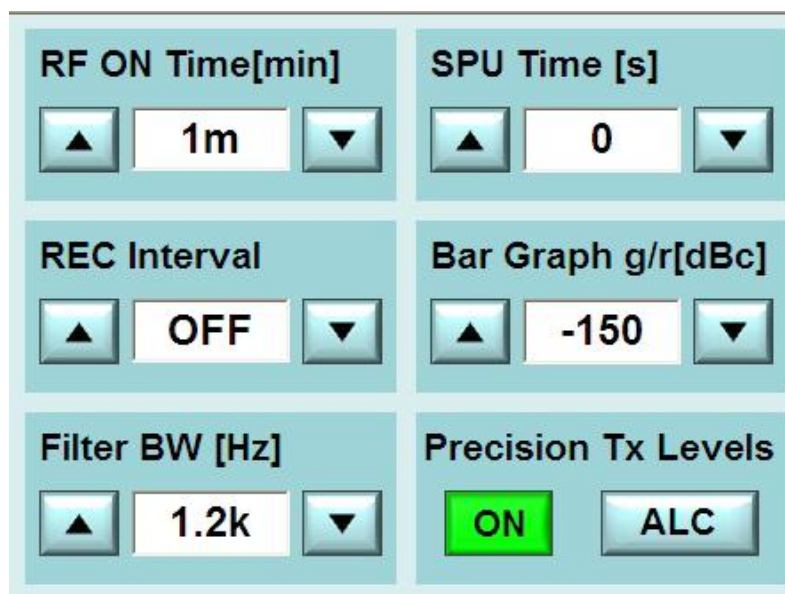 RF ON Time[min]
1m
SPU Time [s]
0
REC Interval
OFF
Bar Graph g/r[dBc]
-150
Filter BW [Hz]
1.2k
Precision Tx Levels
ON
ALC